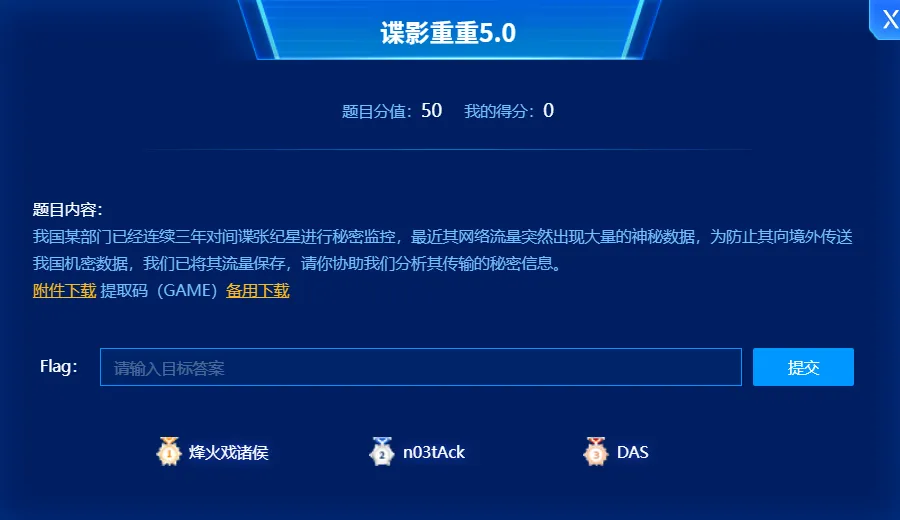 谍影重重5.0
X
题目分值：50 我的得分：0
题目内容：
我国某部门已经连续三年对间谍张纪星进行秘密监控，最近其网络流量突然出现大量的神秘数据，为防止其向境外传送
我国机密数据，我们已将其流量保存，请你协助我们分析其传输的秘密信息。
附件下载 提取码（GAME）备用下载
Flag： 请输入目标答案 提交
1 烽火戏诸侯 2 n03tAck 3 DAS